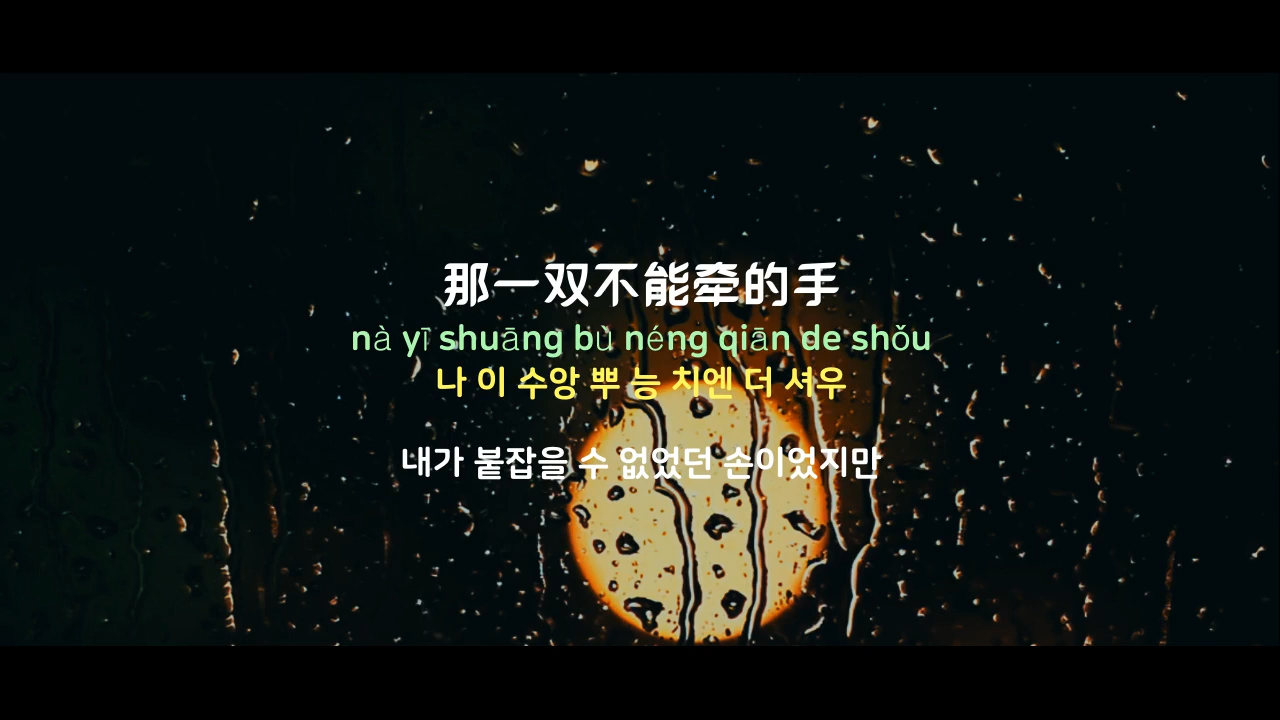 那一双不能牵的手
nà yī shuāng bù néng qiān de shǒu
나 이 수앙 뿌 능 치엔 더 셔우
내가 붙잡을 수 없었던 손이었지만